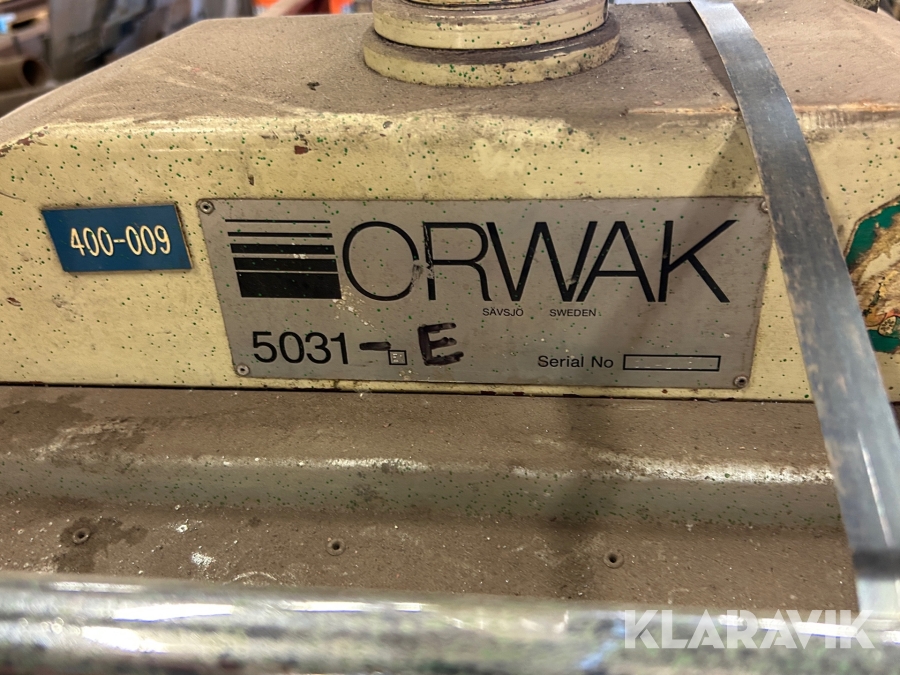 400-009
ORWAK
SÄVSJÖ SWEDEN
5031-E
Serial No
KLARAVIK